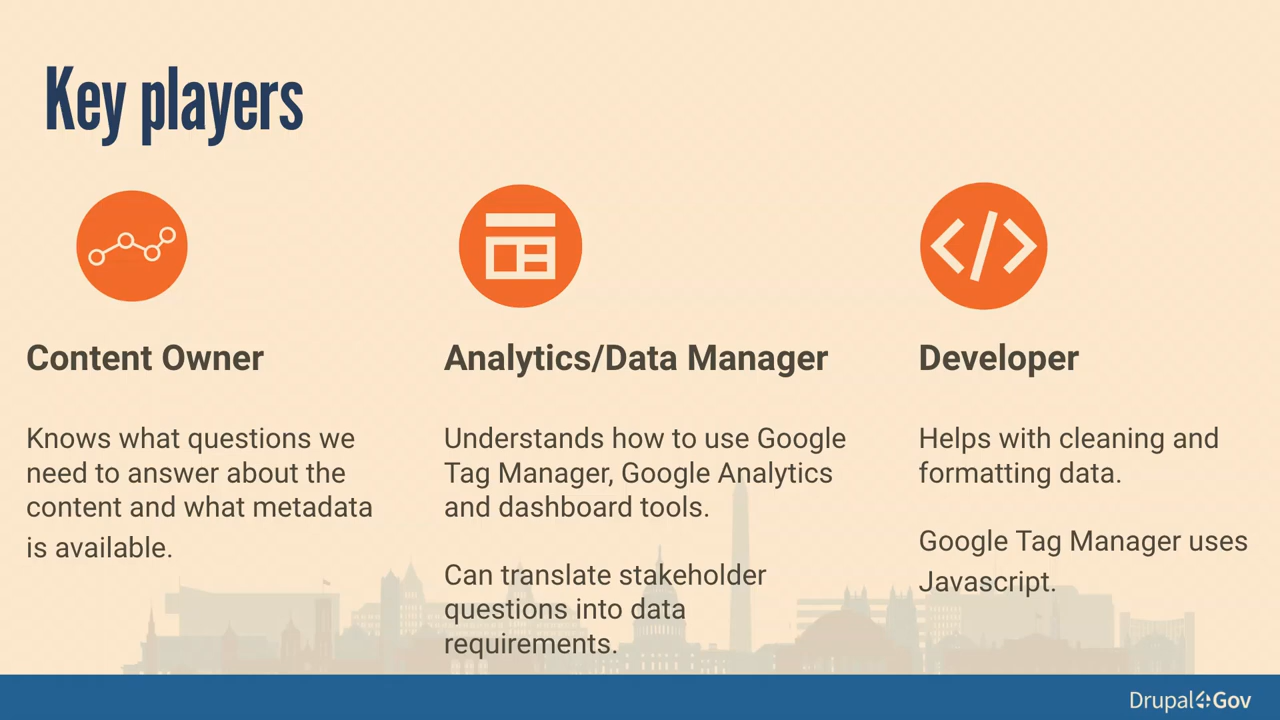 Key players
Content Owner
Knows what questions we
need to answer about the
content and what metadata
is available.
Analytics/Data Manager
Understands how to use Google
Tag Manager, Google Analytics
and dashboard tools.
Can translate stakeholder
questions into data
requirements.
Developer
Helps with cleaning and
formatting data.
Google Tag Manager uses
Javascript.
Drupal4Gov